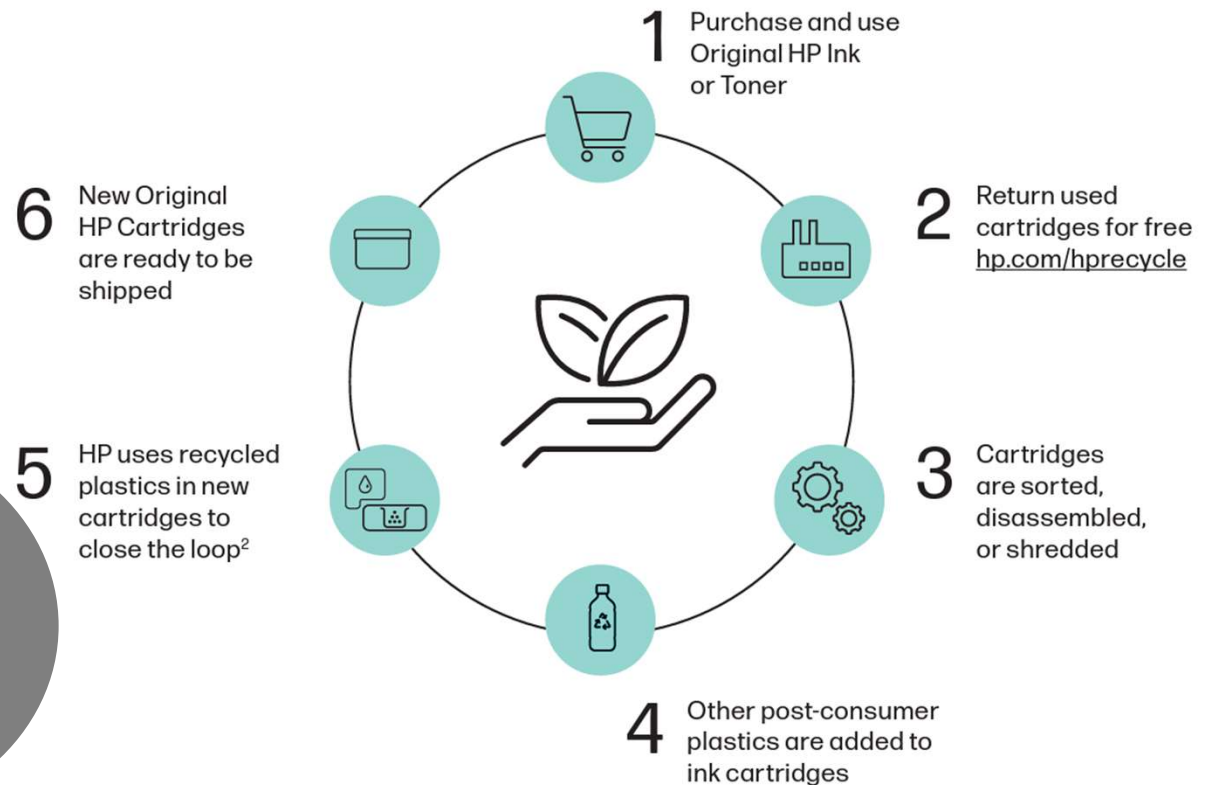 1
Purchase and use
Original HP Ink
or Toner
2
Return used
cartridges for free
hp.com/hprecycle
3
Cartridges
are sorted,
disassembled,
or shredded
4
Other post-consumer
plastics are added to
ink cartridges
5
HP uses recycled
plastics in new
cartridges to
close the loop²
6
New Original
HP Cartridges
are ready to be
shipped